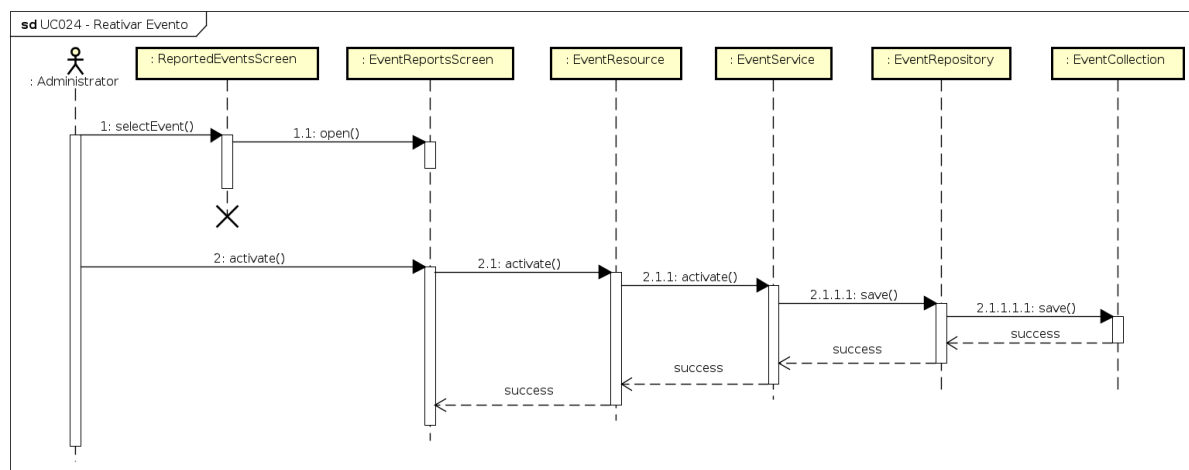 sd UC024 - Reativar Evento
: Administrator
: ReportedEventsScreen
: EventReportsScreen
: EventResource
: EventService
: EventRepository
: EventCollection
1: selectEvent()
1.1: open()
2: activate()
2.1: activate()
2.1.1: activate()
2.1.1.1: save()
2.1.1.1.1: save()
success
success
success
success